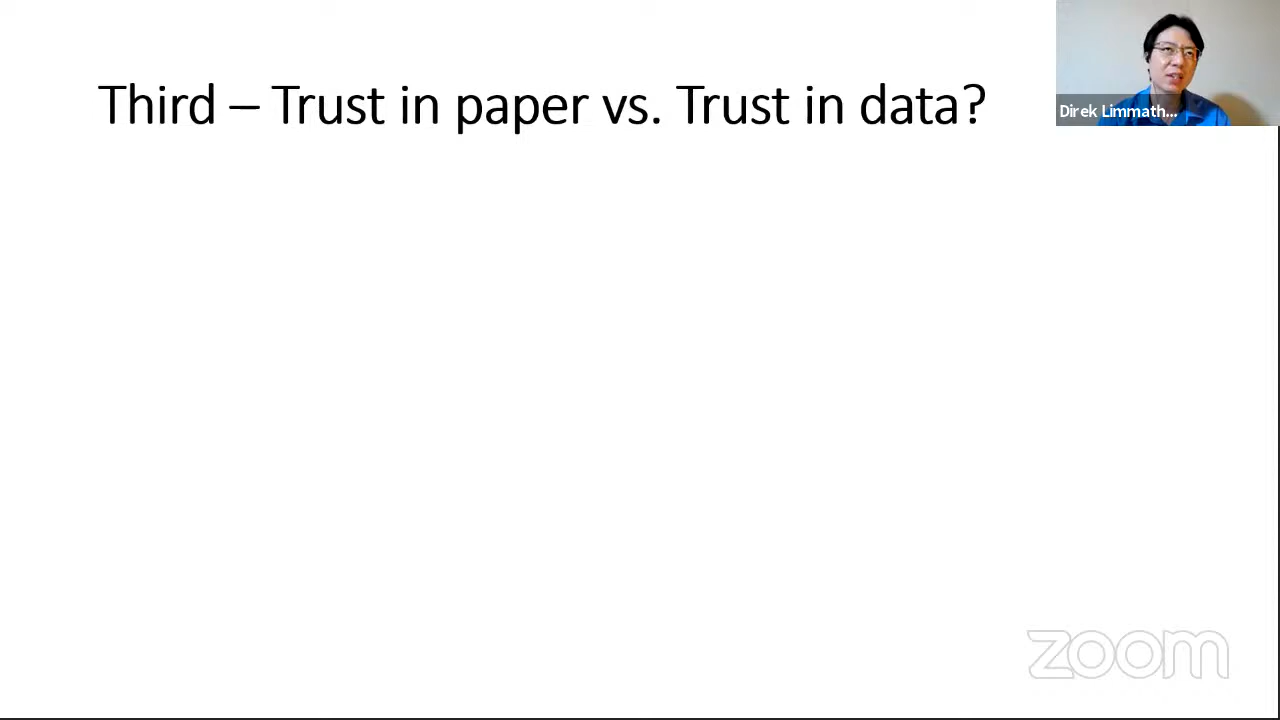 Third – Trust in paper vs. Trust in data?
Direk Limmath...
zoom